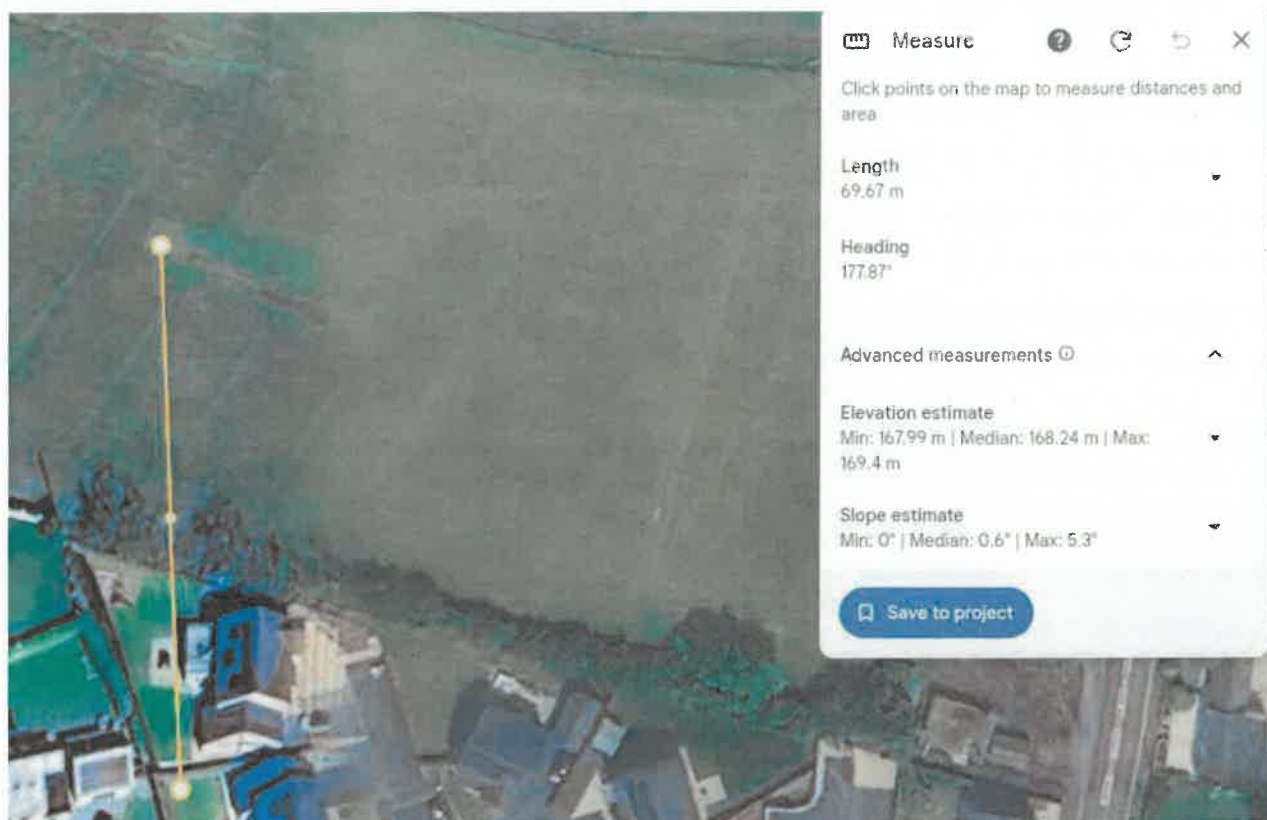 Measure
Click points on the map to measure distances and
area
Length
69.67 m
Heading
177.87°
Advanced measurements
Elevation estimate
Min: 167.99 m | Median: 168.24 m | Max:
169.4 m
Slope estimate
Min: 0° | Median: 0.6° | Max: 5.3°
Save to project